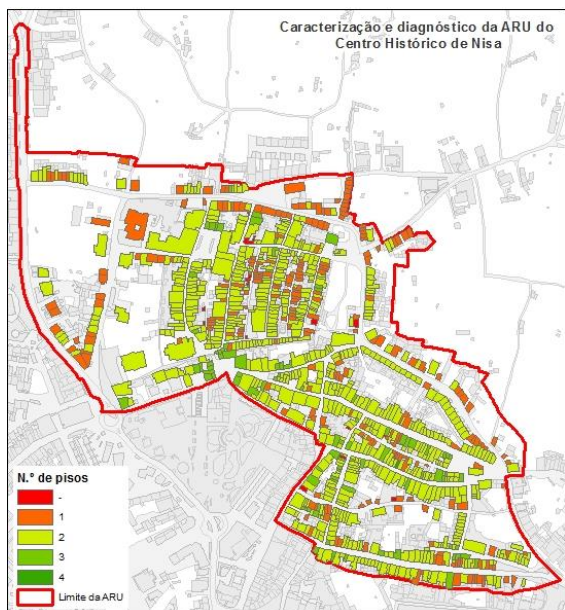 Caracterização e diagnóstico da ARU do
Centro Histórico de Nisa
N.º de pisos
-
1
2
3
4
Limite da ARU